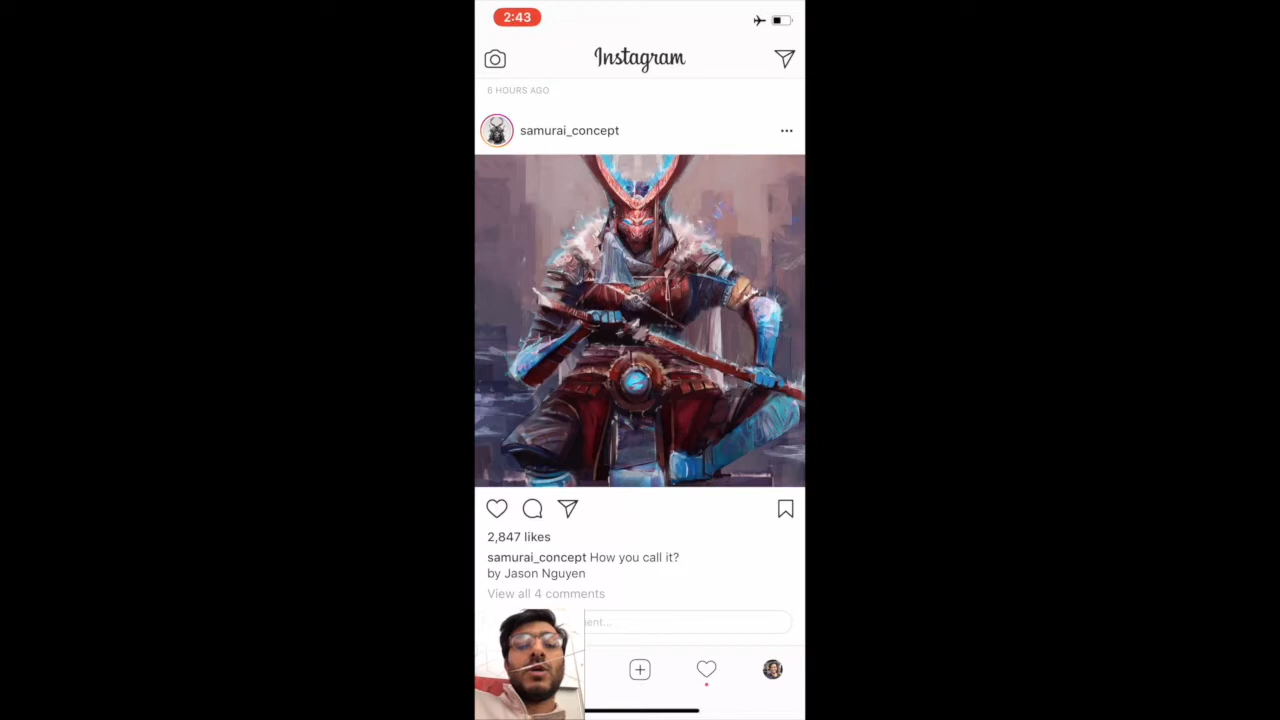 2:43
Instagram
6 HOURS AGO
samurai_concept
2,847 likes
samurai_concept How you call it?
by Jason Nguyen
View all 4 comments
ent...